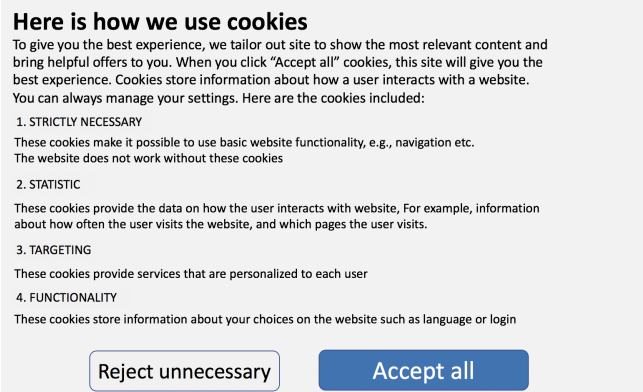 Here is how we use cookies
To give you the best experience, we tailor out site to show the most relevant content and
bring helpful offers to you. When you click “Accept all” cookies, this site will give you the
best experience. Cookies store information about how a user interacts with a website.
You can always manage your settings. Here are the cookies included:
1. STRICTLY NECESSARY
These cookies make it possible to use basic website functionality, e.g., navigation etc.
The website does not work without these cookies
2. STATISTIC
These cookies provide the data on how the user interacts with website, For example, information
about how often the user visits the website, and which pages the user visits.
3. TARGETING
These cookies provide services that are personalized to each user
4. FUNCTIONALITY
These cookies store information about your choices on the website such as language or login
Reject unnecessary
Accept all